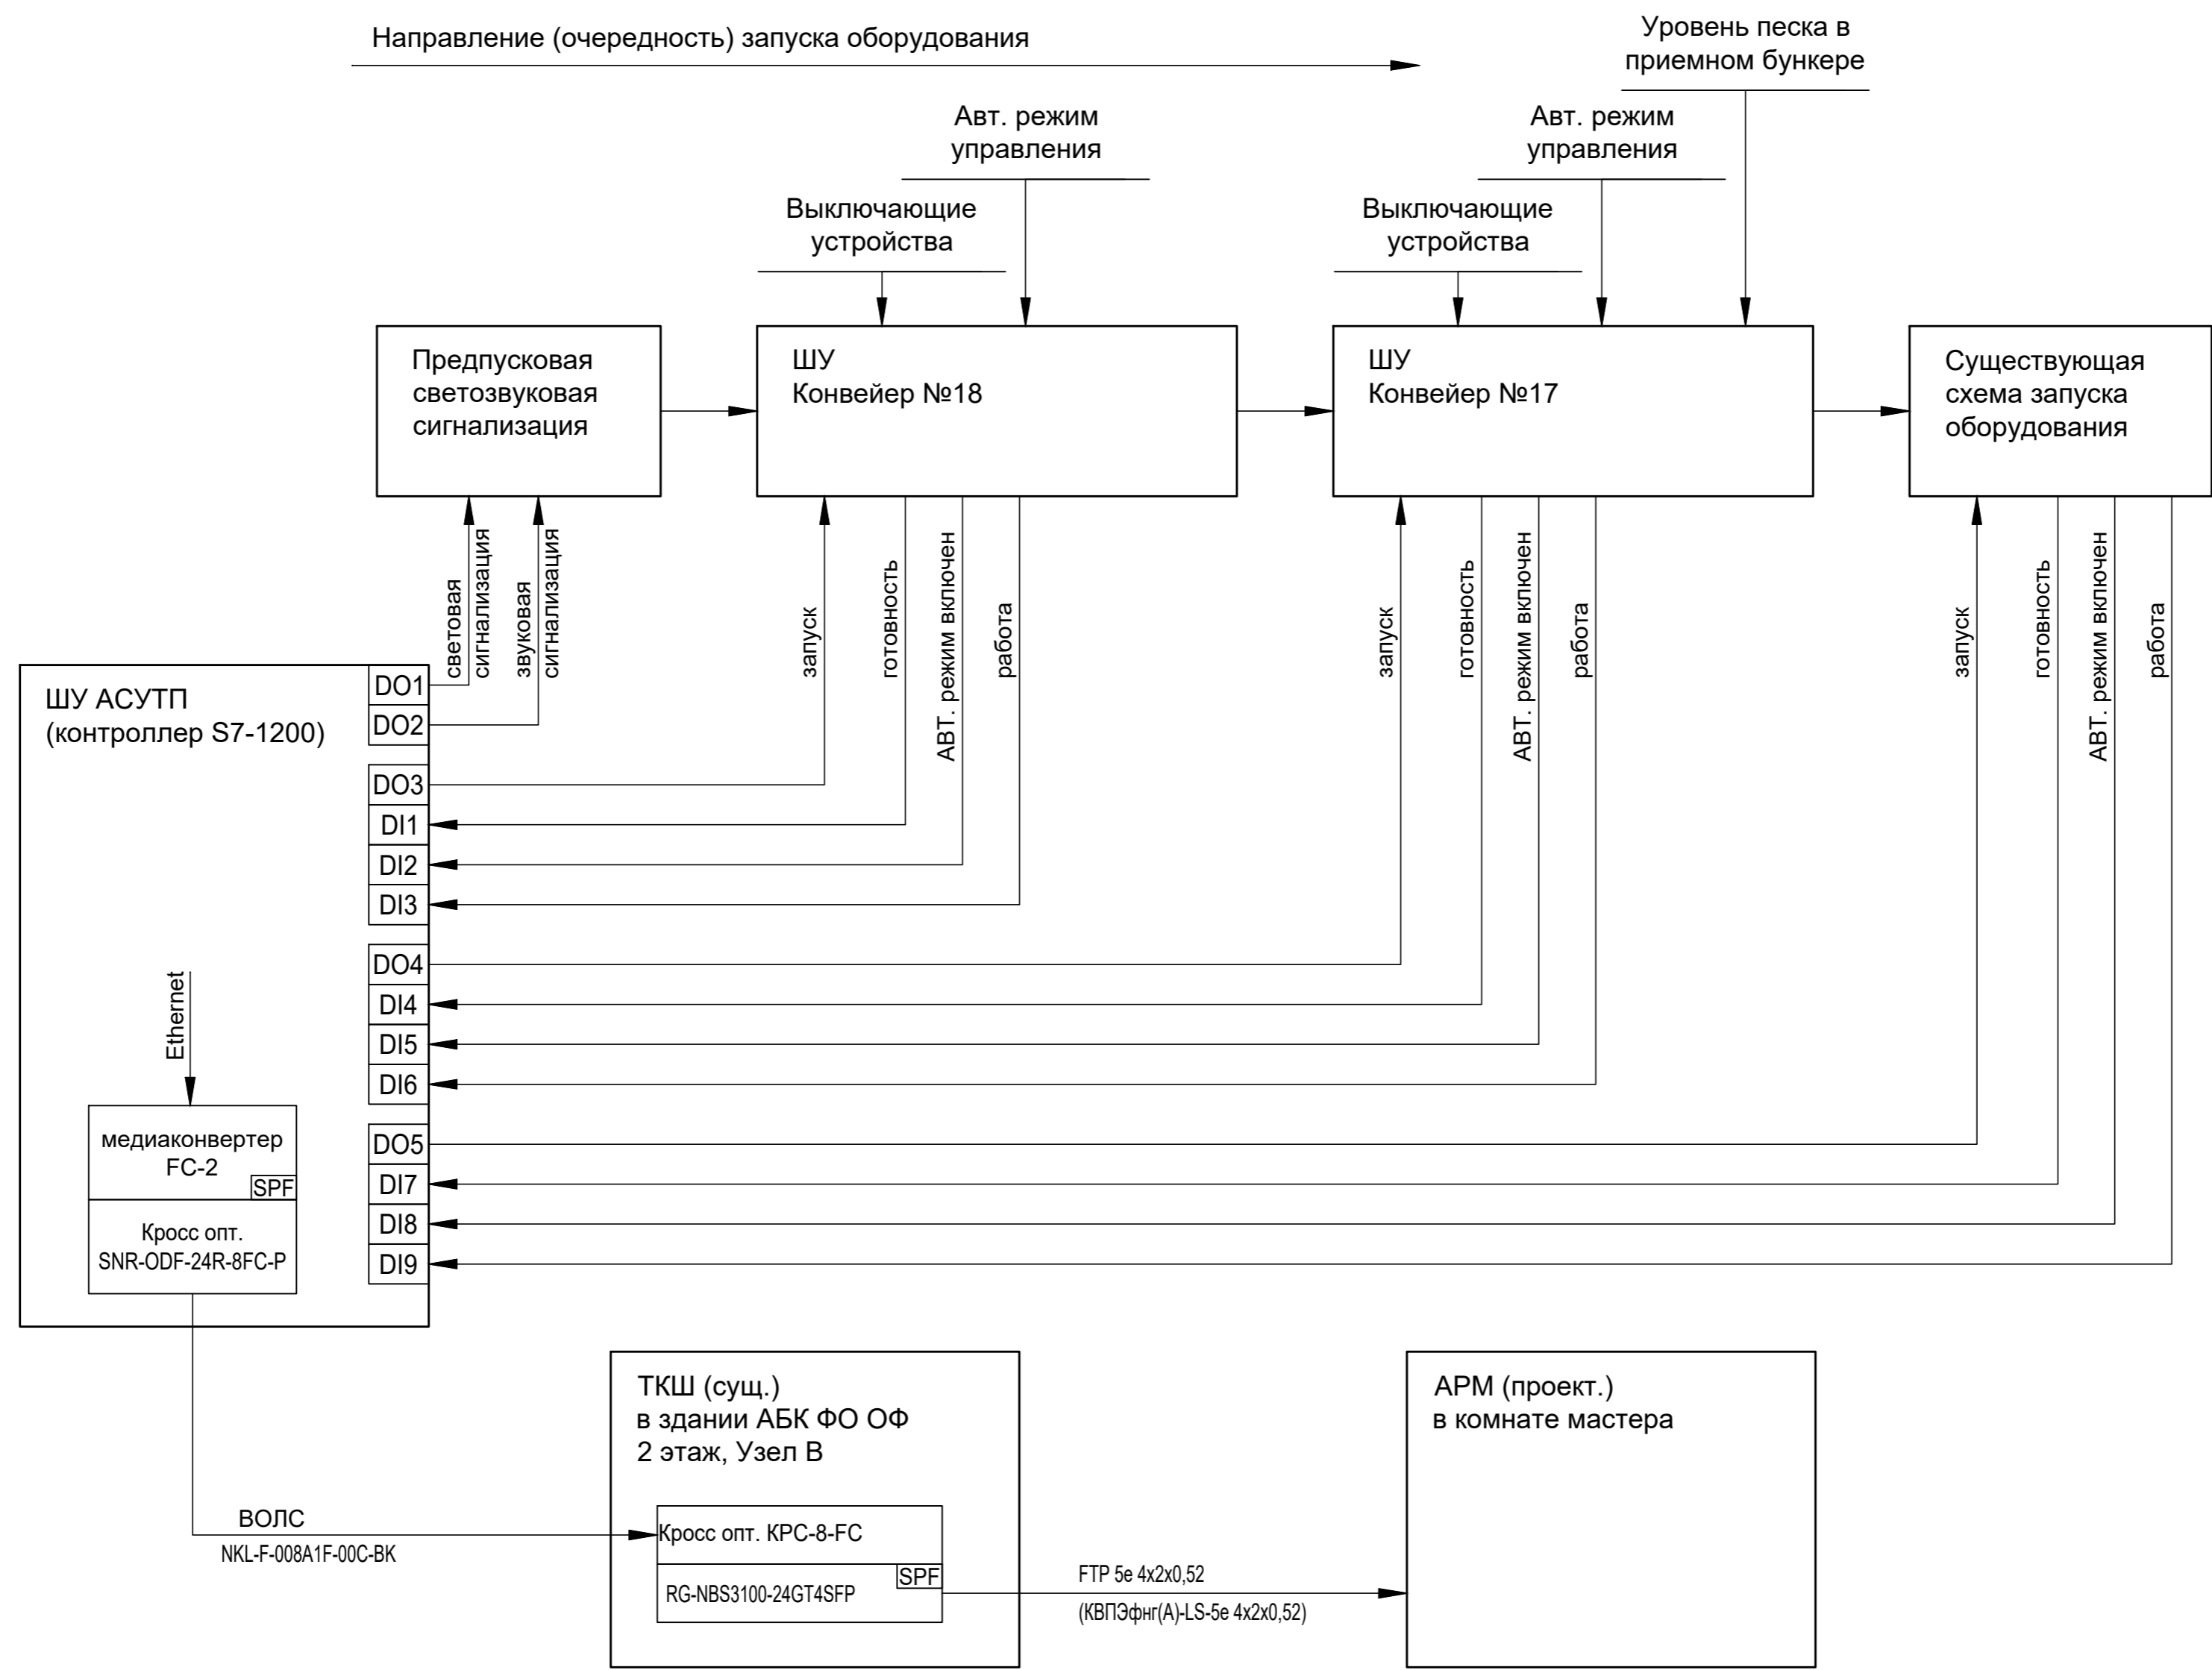 Направление (очередность) запуска оборудования
Уровень песка в
приемном бункере
Авт. режим
управления
Авт. режим
управления
Выключающие
устройства
Выключающие
устройства
Предпусковая
светозвуковая
сигнализация
ШУ
Конвейер №18
ШУ
Конвейер №17
Существующая
схема запуска
оборудования
световая
сигнализация
звуковая
сигнализация
запуск
готовность
АВТ. режим включен
работа
запуск
готовность
АВТ. режим включен
работа
запуск
готовность
АВТ. режим включен
работа
ШУ АСУТП
(контроллер S7-1200)
DO1
DO2
DO3
DI1
DI2
DI3
DO4
DI4
DI5
DI6
DO5
DI7
DI8
DI9
Ethernet
медиаконвертер
FC-2
SPF
Кросс опт.
SNR-ODF-24R-8FC-P
ВОЛС
NKL-F-008A1F-00C-BK
ТКШ (сущ.)
в здании АБК ФО ОФ
2 этаж, Узел В
Кросс опт. КРС-8-FC
SPF
RG-NBS3100-24GT4SFP
FTP 5e 4x2x0,52
(КВПЭфнг(А)-LS-5е 4х2х0,52)
АРМ (проект.)
в комнате мастера